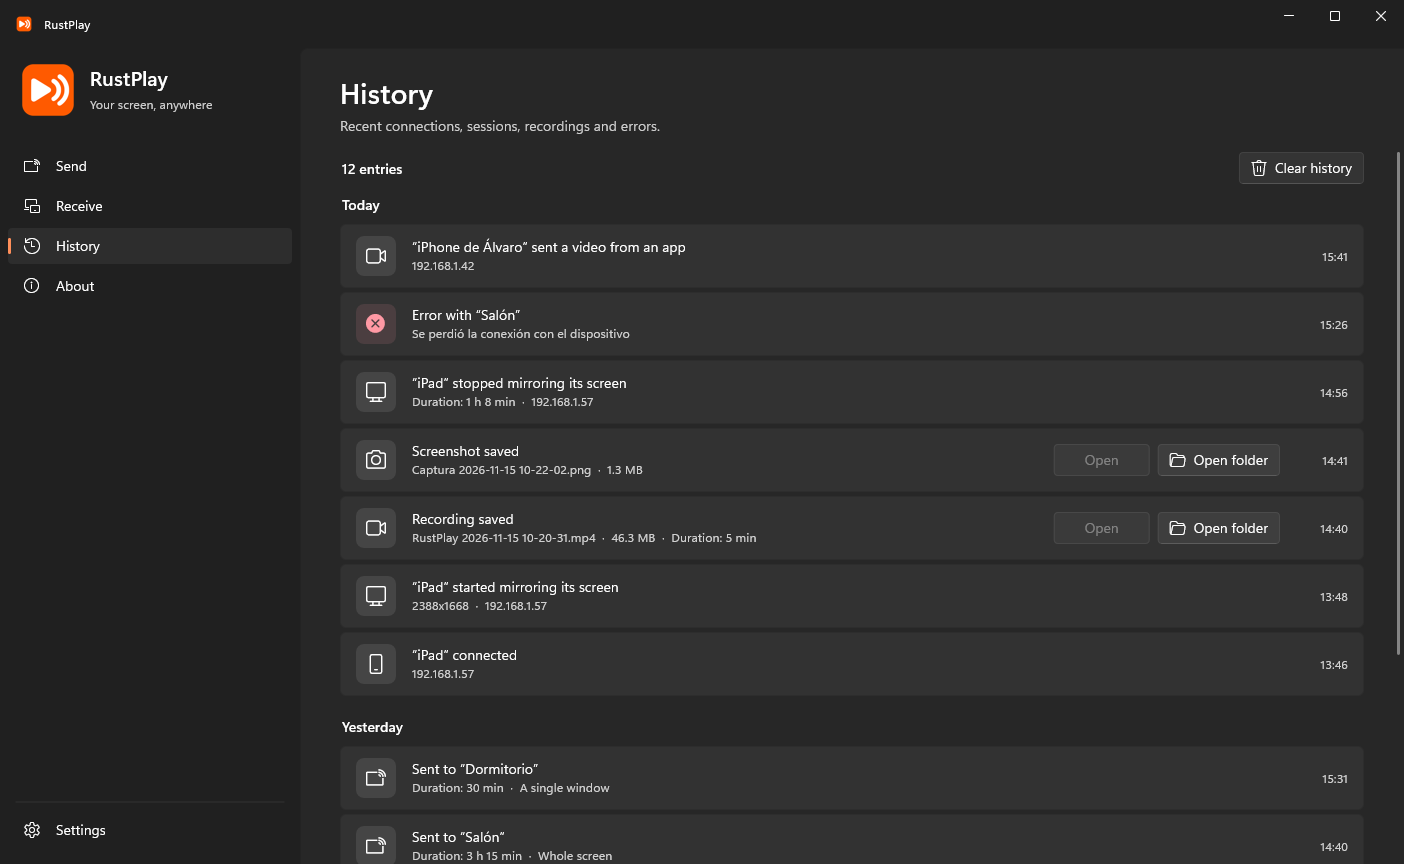 RustPlay
RustPlay
Your screen, anywhere
Send
Receive
History
About
Settings
History
Recent connections, sessions, recordings and errors.
12 entries
Clear history
Today
"iPhone de Álvaro" sent a video from an app
192.168.1.42
15:41
Error with "Salón"
Se perdió la conexión con el dispositivo
15:26
"iPad" stopped mirroring its screen
Duration: 1 h 8 min · 192.168.1.57
14:56
Screenshot saved
Captura 2026-11-15 10-22-02.png · 1.3 MB
Open
Open folder
14:41
Recording saved
RustPlay 2026-11-15 10-20-31.mp4 · 46.3 MB · Duration: 5 min
Open
Open folder
14:40
"iPad" started mirroring its screen
2388x1668 · 192.168.1.57
13:48
"iPad" connected
192.168.1.57
13:46
Yesterday
Sent to "Dormitorio"
Duration: 30 min · A single window
15:31
Sent to "Salón"
Duration: 3 h 15 min · Whole screen
14:40